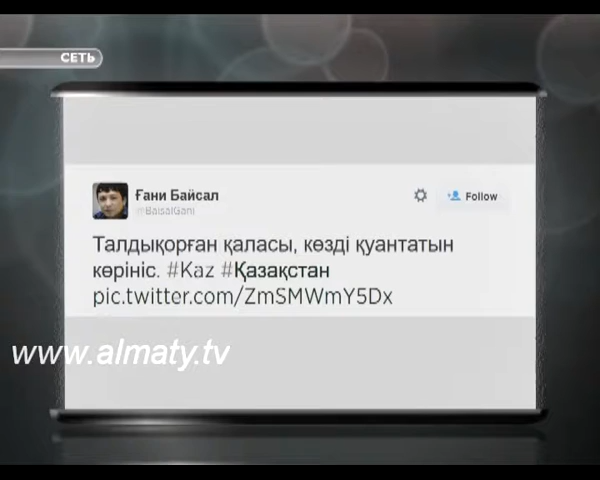 СЕТЬ
Ғани Байсал
@BaisalGani
Follow
Талдықорған қаласы, көзді қуантатын
көрініс. #Kaz #Қазақстан
pic.twitter.com/ZmSMWmY5Dx
www.almaty.tv